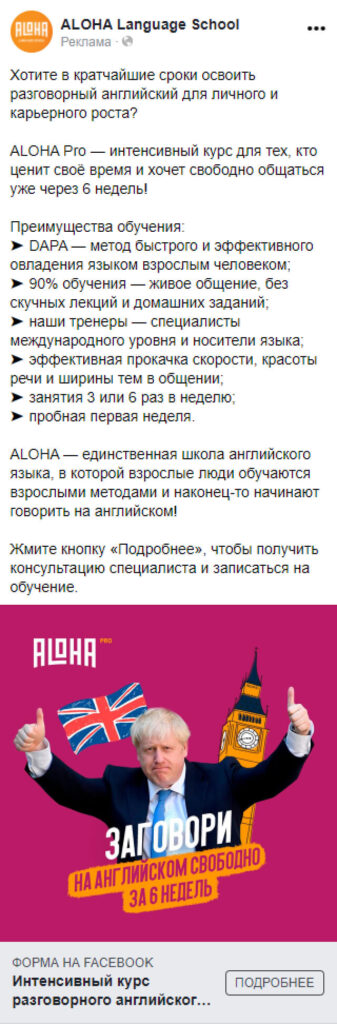 ALOHA
ALOHA Language School
Реклама ·
Хотите в кратчайшие сроки освоить
разговорный английский для личного и
карьерного роста?
ALOHA Pro — интенсивный курс для тех, кто
ценит своё время и хочет свободно общаться
уже через 6 недель!
Преимущества обучения:
➤ DAPA — метод быстрого и эффективного
овладения языком взрослым человеком;
➤ 90% обучения — живое общение, без
скучных лекций и домашних заданий;
➤ наши тренеры — специалисты
международного уровня и носители языка;
➤ эффективная прокачка скорости, красоты
речи и ширины тем в общении;
➤ занятия 3 или 6 раз в неделю;
➤ пробная первая неделя.
ALOHA — единственная школа английского
языка, в которой взрослые люди обучаются
взрослыми методами и наконец-то начинают
говорить на английском!
Жмите кнопку «Подробнее», чтобы получить
консультацию специалиста и записаться на
обучение.
ALOHA PRO
ЗАГОВОРИ
НА АНГЛИЙСКОМ СВОБОДНО
ЗА 6 НЕДЕЛЬ
ФОРМА НА FACEBOOK
Интенсивный курс
разговорного английског...
ПОДРОБНЕЕ